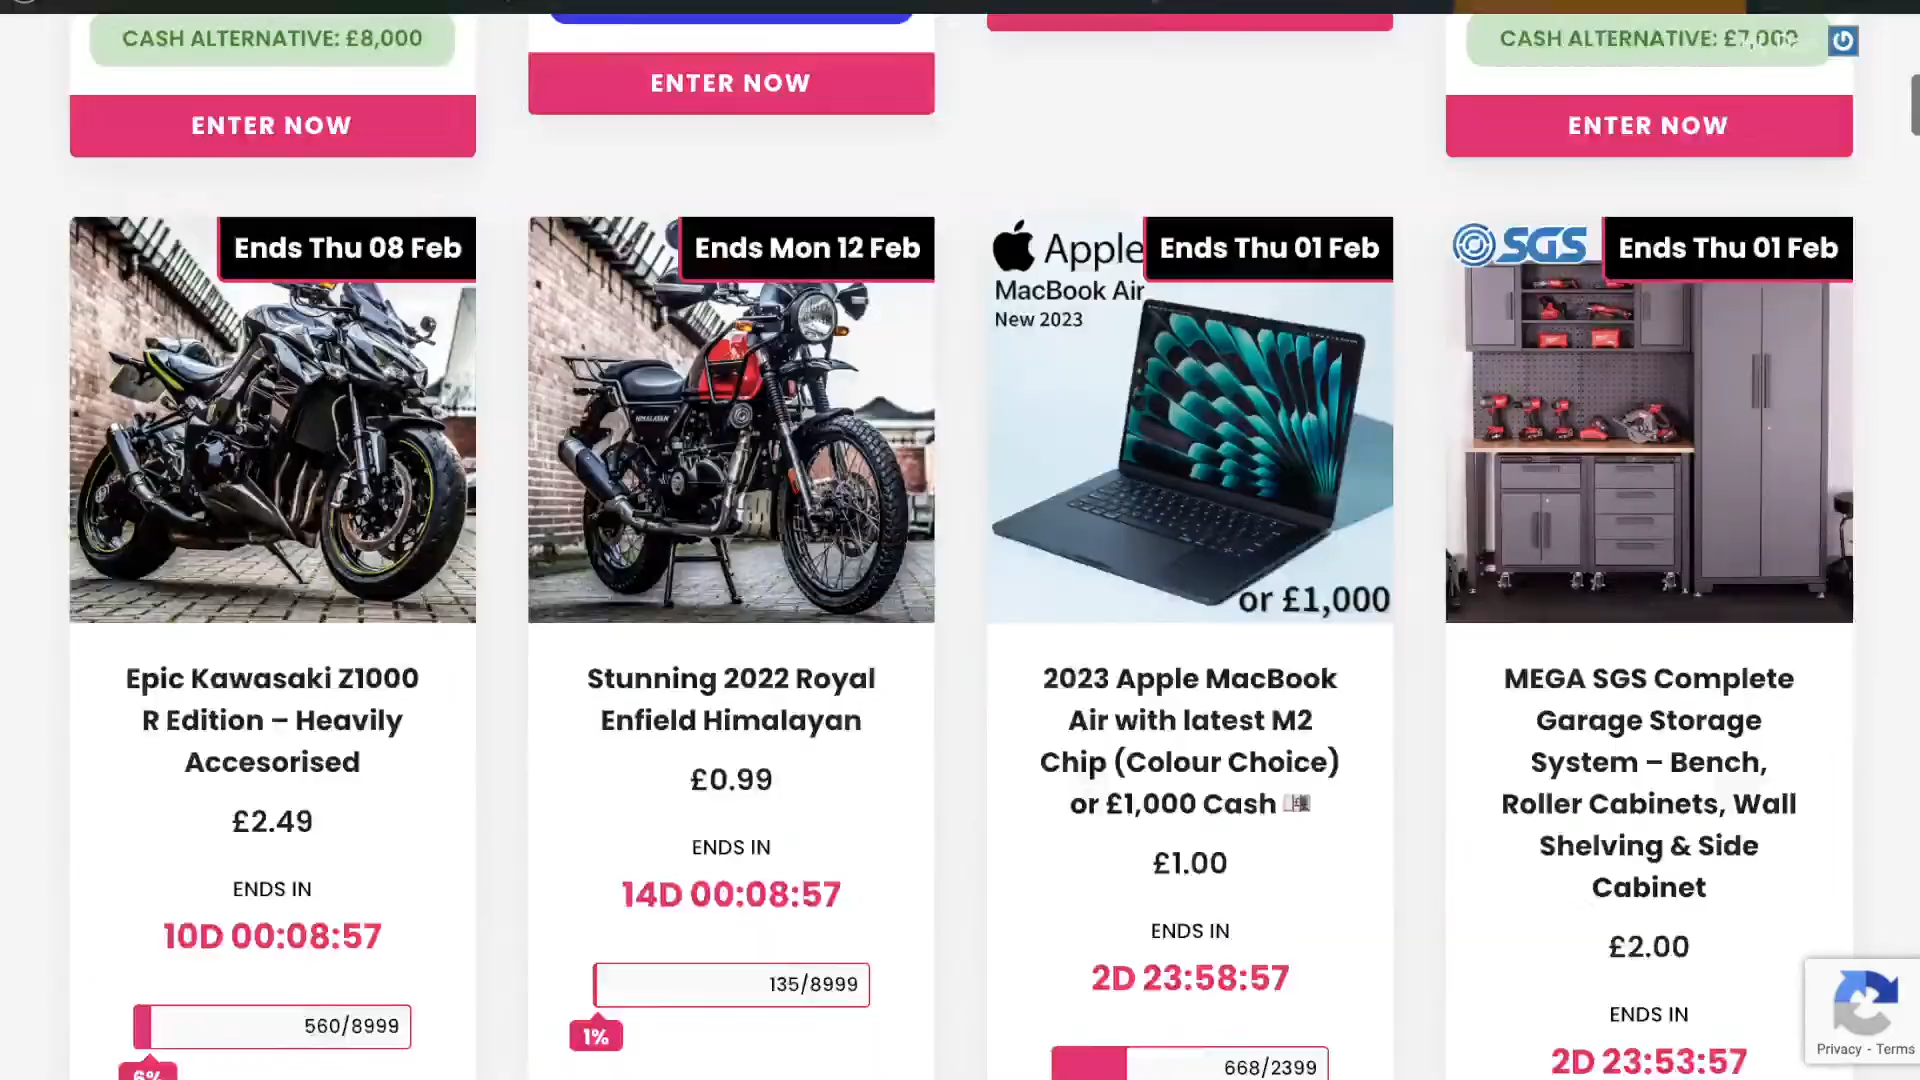 CASH ALTERNATIVE: £8,000
ENTER NOW
ENTER NOW
CASH ALTERNATIVE: £7,000
ENTER NOW
Ends Thu 08 Feb
Epic Kawasaki Z1000
R Edition – Heavily
Accesorised
£2.49
ENDS IN
10D 00:08:57
560/8999
6%
Ends Mon 12 Feb
HIMALAYAN
Stunning 2022 Royal
Enfield Himalayan
£0.99
ENDS IN
14D 00:08:57
135/8999
1%
Apple
Ends Thu 01 Feb
MacBook Air
New 2023
or £1,000
2023 Apple MacBook
Air with latest M2
Chip (Colour Choice)
or £1,000 Cash
£1.00
ENDS IN
2D 23:58:57
668/2399
SGS
Ends Thu 01 Feb
MEGA SGS Complete
Garage Storage
System – Bench,
Roller Cabinets, Wall
Shelving & Side
Cabinet
£2.00
ENDS IN
2D 23:53:57
Privacy - Terms